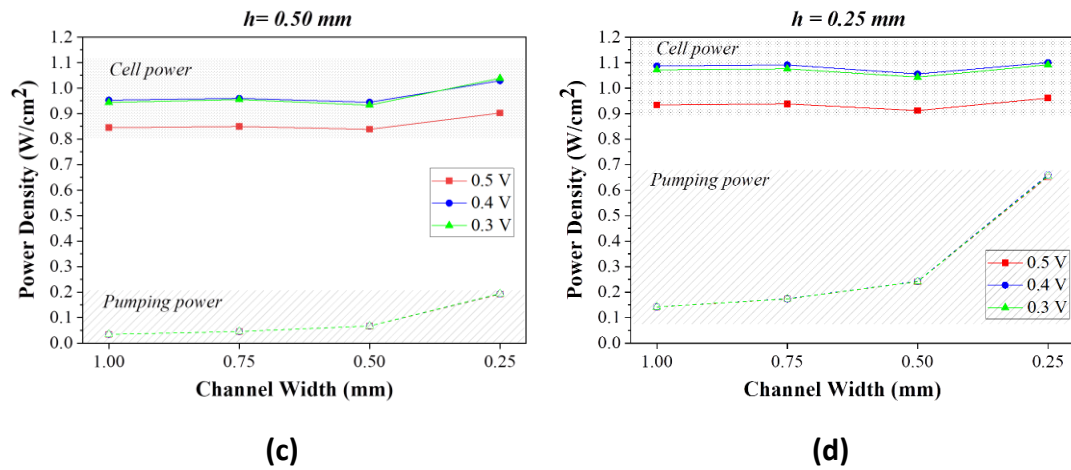 h= 0.50 mm
Power Density (W/cm²)
1.2
1.1
1.0
0.9
0.8
0.7
0.6
0.5
0.4
0.3
0.2
0.1
0.0
Cell power
0.5 V
0.4 V
0.3 V
Pumping power
1.00 0.75 0.50 0.25
Channel Width (mm)
(c)
h = 0.25 mm
Power Density (W/cm²)
1.2
1.1
1.0
0.9
0.8
0.7
0.6
0.5
0.4
0.3
0.2
0.1
0.0
Cell power
Pumping power
0.5 V
0.4 V
0.3 V
1.00 0.75 0.50 0.25
Channel Width (mm)
(d)